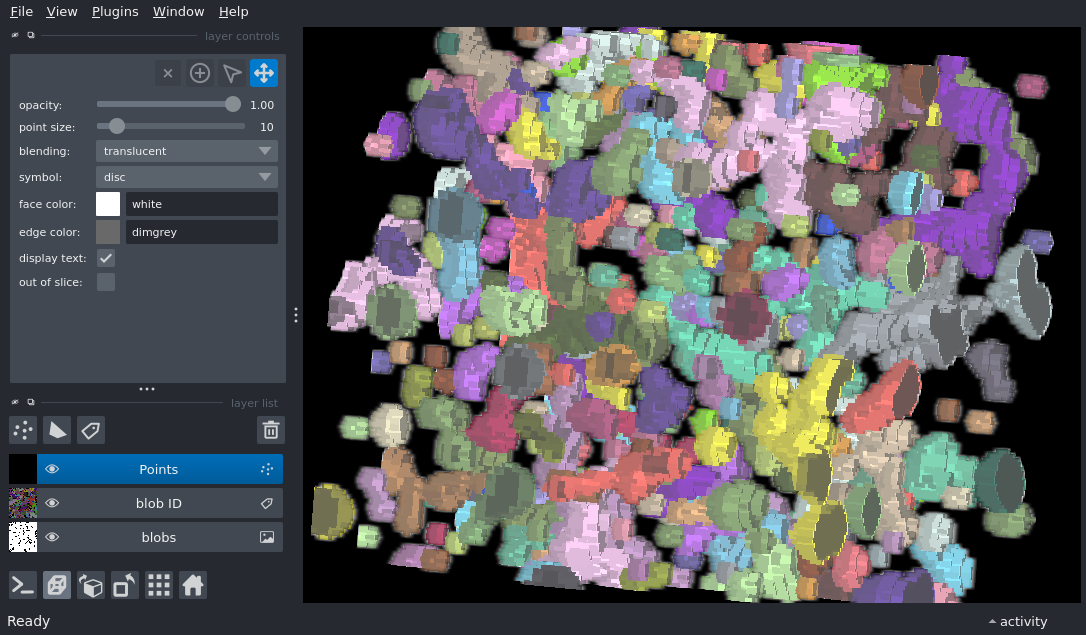 File View Plugins Window Help
layer controls
opacity: 1.00
point size: 10
blending: translucent
symbol: disc
face color: white
edge color: dimgrey
display text:
out of slice:
layer list
Points
blob ID
blobs
Ready activity